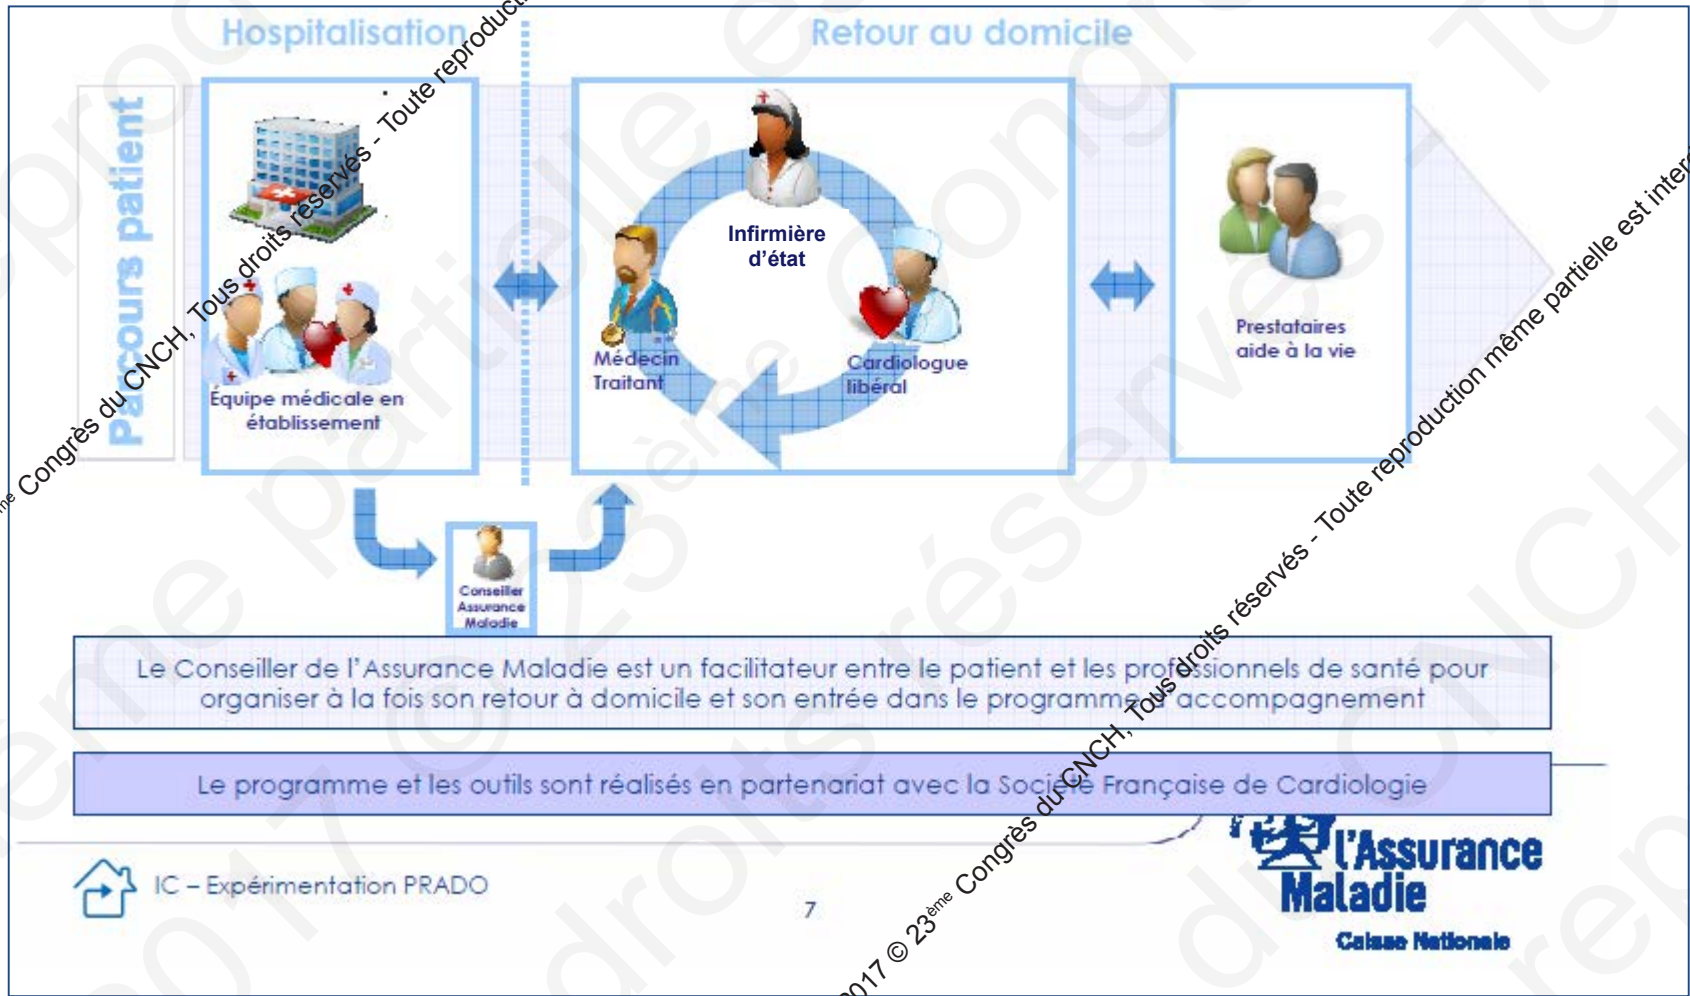 Hospitalisation
Retour au domicile
Parcours patient
Équipe médicale en
établissement
Infirmière
d'état
Médecin
Traitant
Cardiologue
libéral
Prestataires
aide à la vie
Conseiller
Assurance
Maladie
Le Conseiller de l'Assurance Maladie est un facilitateur entre le patient et les professionnels de santé pour
organiser à la fois son retour à domicile et son entrée dans le programme d'accompagnement
Le programme et les outils sont réalisés en partenariat avec la Société Française de Cardiologie
IC – Expérimentation PRADO
7
l'Assurance
Maladie
Caisse Nationale
Congrès du CNCH, Tous droits réservés - Toute reproduction
2017 © 23ème Congrès du CNCH, Tous droits réservés - Toute reproduction même partielle est